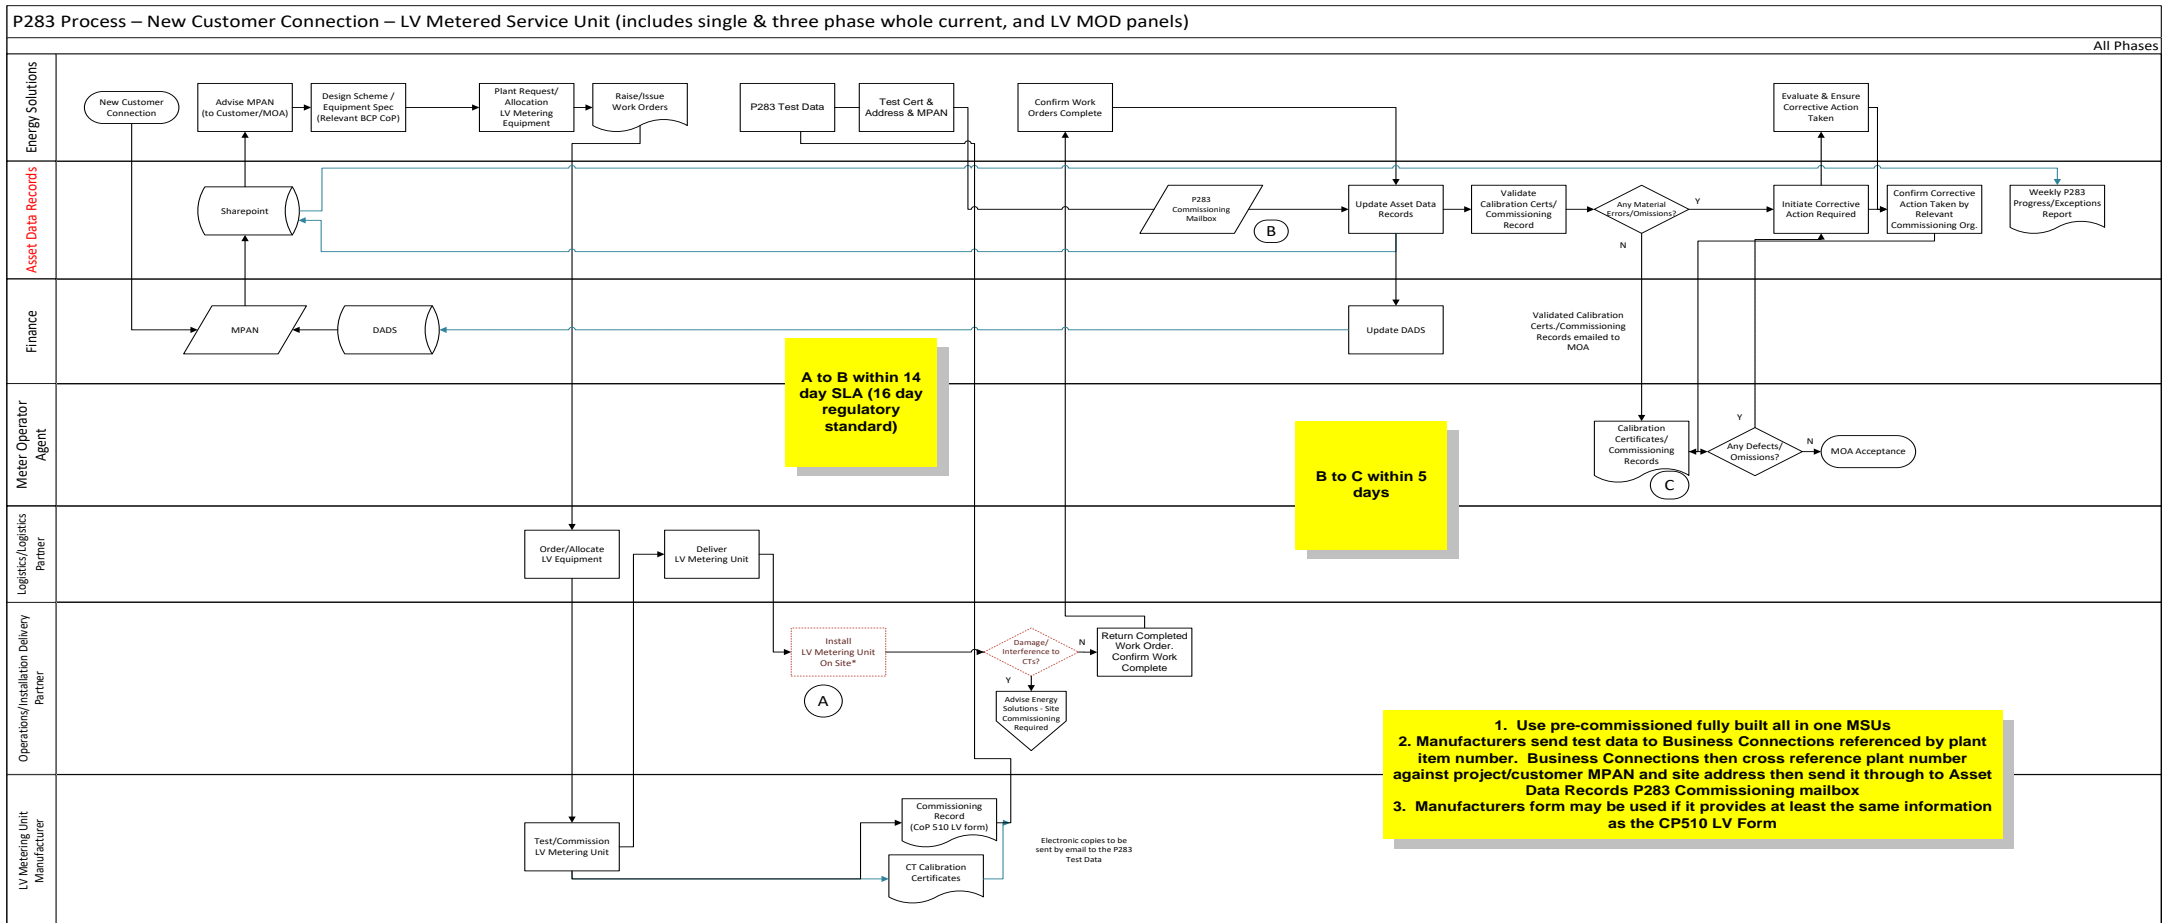 P283 Process – New Customer Connection – LV Metered Service Unit (includes single & three phase whole current, and LV MOD panels)
All Phases
Energy Solutions
New Customer
Connection
Advise MPAN
(to Customer/MOA)
Design Scheme /
Equipment Spec
(Relevant BCP CoP)
Plant Request/
Allocation
LV Metering
Equipment
Raise/Issue
Work Orders
P283 Test Data
Test Cert &
Address & MPAN
Confirm Work
Orders Complete
Evaluate & Ensure
Corrective Action
Taken
Asset Data Records
Sharepoint
P283
Commissioning
Mailbox
B
Update Asset Data
Records
Validate
Calibration Certs/
Commissioning
Record
Any Material
Errors/Omissions?
Y
N
Initiate Corrective
Action Required
Confirm Corrective
Action Taken by
Relevant
Commissioning Org.
Weekly P283
Progress/Exceptions
Report
Finance
MPAN
DADS
Update DADS
Validated Calibration
Certs./Commissioning
Records emailed to
MOA
A to B within 14
day SLA (16 day
regulatory
standard)
Meter Operator
Agent
B to C within 5
days
Calibration
Certificates/
Commissioning
Records
C
Any Defects/
Omissions?
Y
N
MOA Acceptance
Logistics/Logistics
Partner
Order/Allocate
LV Equipment
Deliver
LV Metering Unit
Operations/Installation Delivery
Partner
Install
LV Metering Unit
On Site*
A
Damage/
Interference to
CTs?
N
Y
Return Completed
Work Order.
Confirm Work
Complete
Advise Energy
Solutions - Site
Commissioning
Required
1. Use pre-commissioned fully built all in one MSUs
2. Manufacturers send test data to Business Connections referenced by plant
item number. Business Connections then cross reference plant number
against project/customer MPAN and site address then send it through to Asset
Data Records P283 Commissioning mailbox
3. Manufacturers form may be used if it provides at least the same information
as the CP510 LV Form
LV Metering Unit
Manufacturer
Test/Commission
LV Metering Unit
Commissioning
Record
(CoP 510 LV form)
CT Calibration
Certificates
Electronic copies to be
sent by email to the P283
Test Data